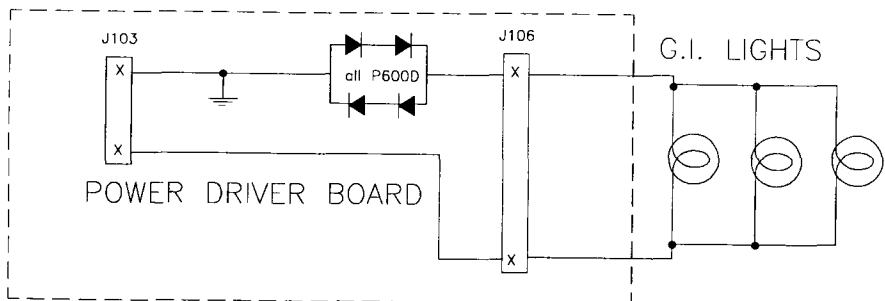 J103
J106
G.I. LIGHTS
X
all P600D
X
X
POWER DRIVER BOARD
X